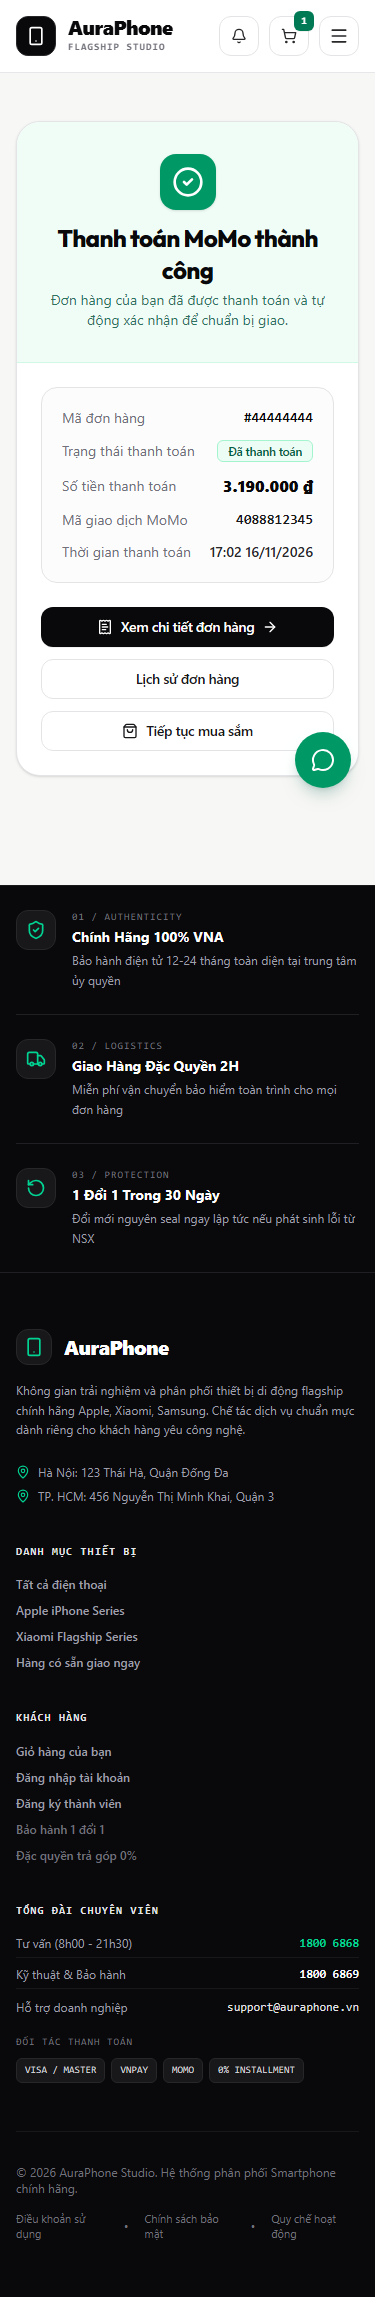 AuraPhone
FLAGSHIP STUDIO
1
Thanh toán MoMo thành
công
Đơn hàng của bạn đã được thanh toán và tự
động xác nhận để chuẩn bị giao.
Mã đơn hàng #44444444
Trạng thái thanh toán Đã thanh toán
Số tiền thanh toán 3.190.000 ₫
Mã giao dịch MoMo 4088812345
Thời gian thanh toán 17:02 16/11/2026
Xem chi tiết đơn hàng
Lịch sử đơn hàng
Tiếp tục mua sắm
01 / AUTHENTICITY
Chính Hãng 100% VNA
Bảo hành điện tử 12-24 tháng toàn diện tại trung tâm
ủy quyền
02 / LOGISTICS
Giao Hàng Đặc Quyền 2H
Miễn phí vận chuyển bảo hiểm toàn trình cho mọi
đơn hàng
03 / PROTECTION
1 Đổi 1 Trong 30 Ngày
Đổi mới nguyên seal ngay lập tức nếu phát sinh lỗi từ
NSX
AuraPhone
Không gian trải nghiệm và phân phối thiết bị di động flagship
chính hãng Apple, Xiaomi, Samsung. Chế tác dịch vụ chuẩn mực
dành riêng cho khách hàng yêu công nghệ.
Hà Nội: 123 Thái Hà, Quận Đống Đa
TP. HCM: 456 Nguyễn Thị Minh Khai, Quận 3
DANH MỤC THIẾT BỊ
Tất cả điện thoại
Apple iPhone Series
Xiaomi Flagship Series
Hàng có sẵn giao ngay
KHÁCH HÀNG
Giỏ hàng của bạn
Đăng nhập tài khoản
Đăng ký thành viên
Bảo hành 1 đổi 1
Đặc quyền trả góp 0%
TỔNG ĐÀI CHUYÊN VIÊN
Tư vấn (8h00 - 21h30) 1800 6868
Kỹ thuật & Bảo hành 1800 6869
Hỗ trợ doanh nghiệp support@auraphone.vn
ĐỐI TÁC THANH TOÁN
VISA / MASTER VNPAY MOMO 0% INSTALLMENT
© 2026 AuraPhone Studio. Hệ thống phân phối Smartphone
chính hãng.
Điều khoản sử • Chính sách bảo • Quy chế hoạt
dụng mật động